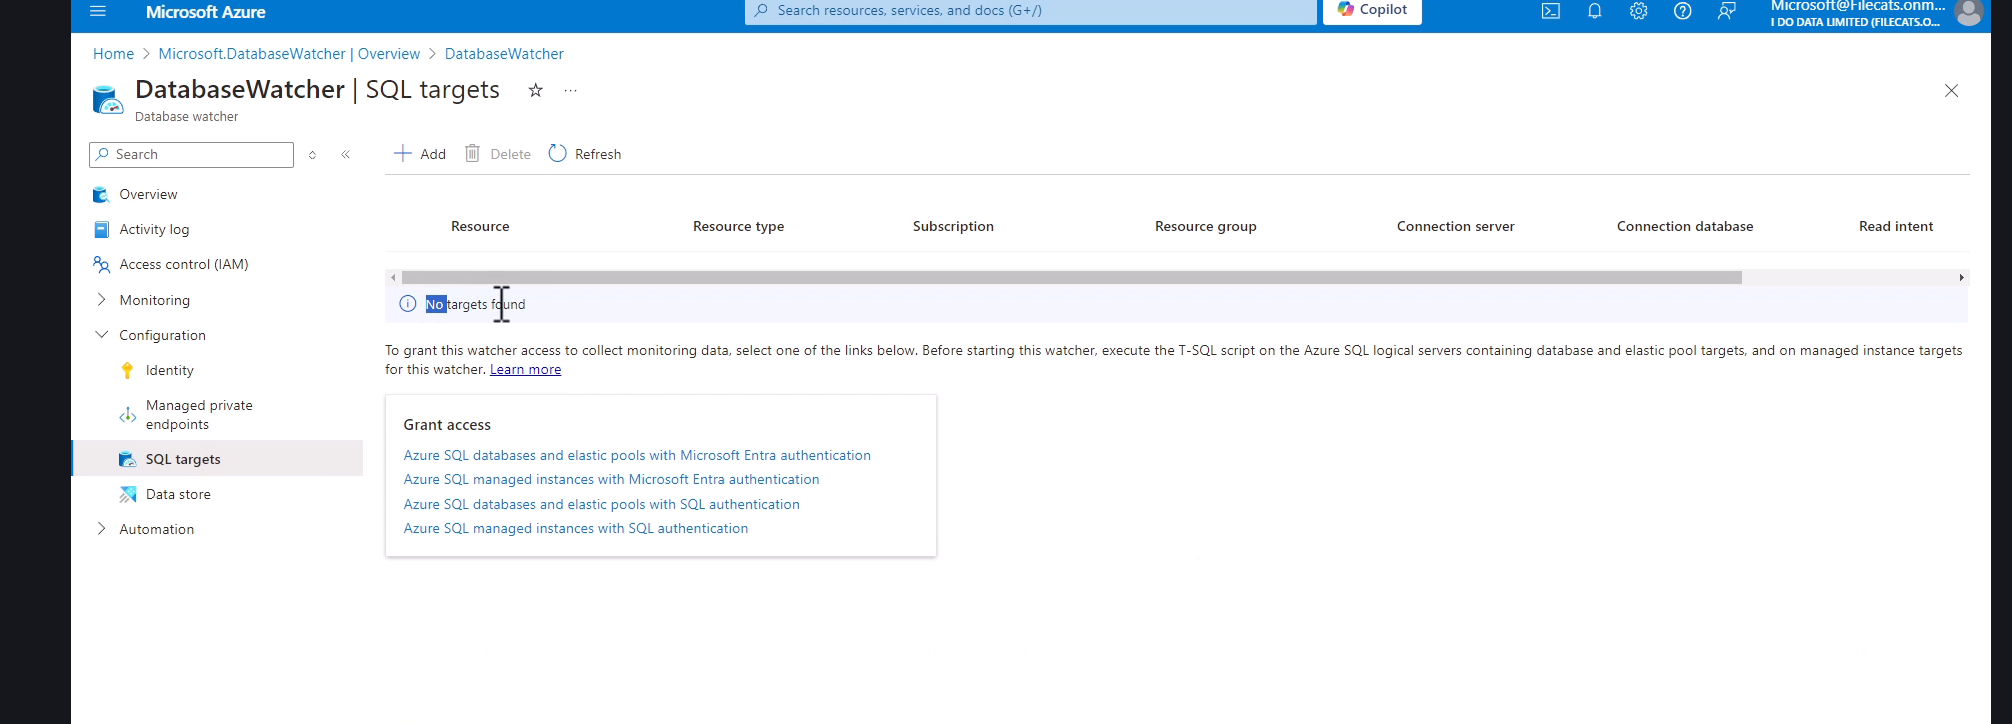 Microsoft Azure
Search resources, services, and docs (G+/)
Copilot
Microsoft@Filecats.onm...
I DO DATA LIMITED (FILECATS.O...
Home > Microsoft.DatabaseWatcher | Overview > DatabaseWatcher
DatabaseWatcher | SQL targets
Database watcher
Search
Add
Delete
Refresh
Overview
Activity log
Access control (IAM)
Monitoring
Configuration
Identity
Managed private
endpoints
SQL targets
Data store
Automation
Resource
Resource type
Subscription
Resource group
Connection server
Connection database
Read intent
No targets found
To grant this watcher access to collect monitoring data, select one of the links below. Before starting this watcher, execute the T-SQL script on the Azure SQL logical servers containing database and elastic pool targets, and on managed instance targets
for this watcher. Learn more
Grant access
Azure SQL databases and elastic pools with Microsoft Entra authentication
Azure SQL managed instances with Microsoft Entra authentication
Azure SQL databases and elastic pools with SQL authentication
Azure SQL managed instances with SQL authentication